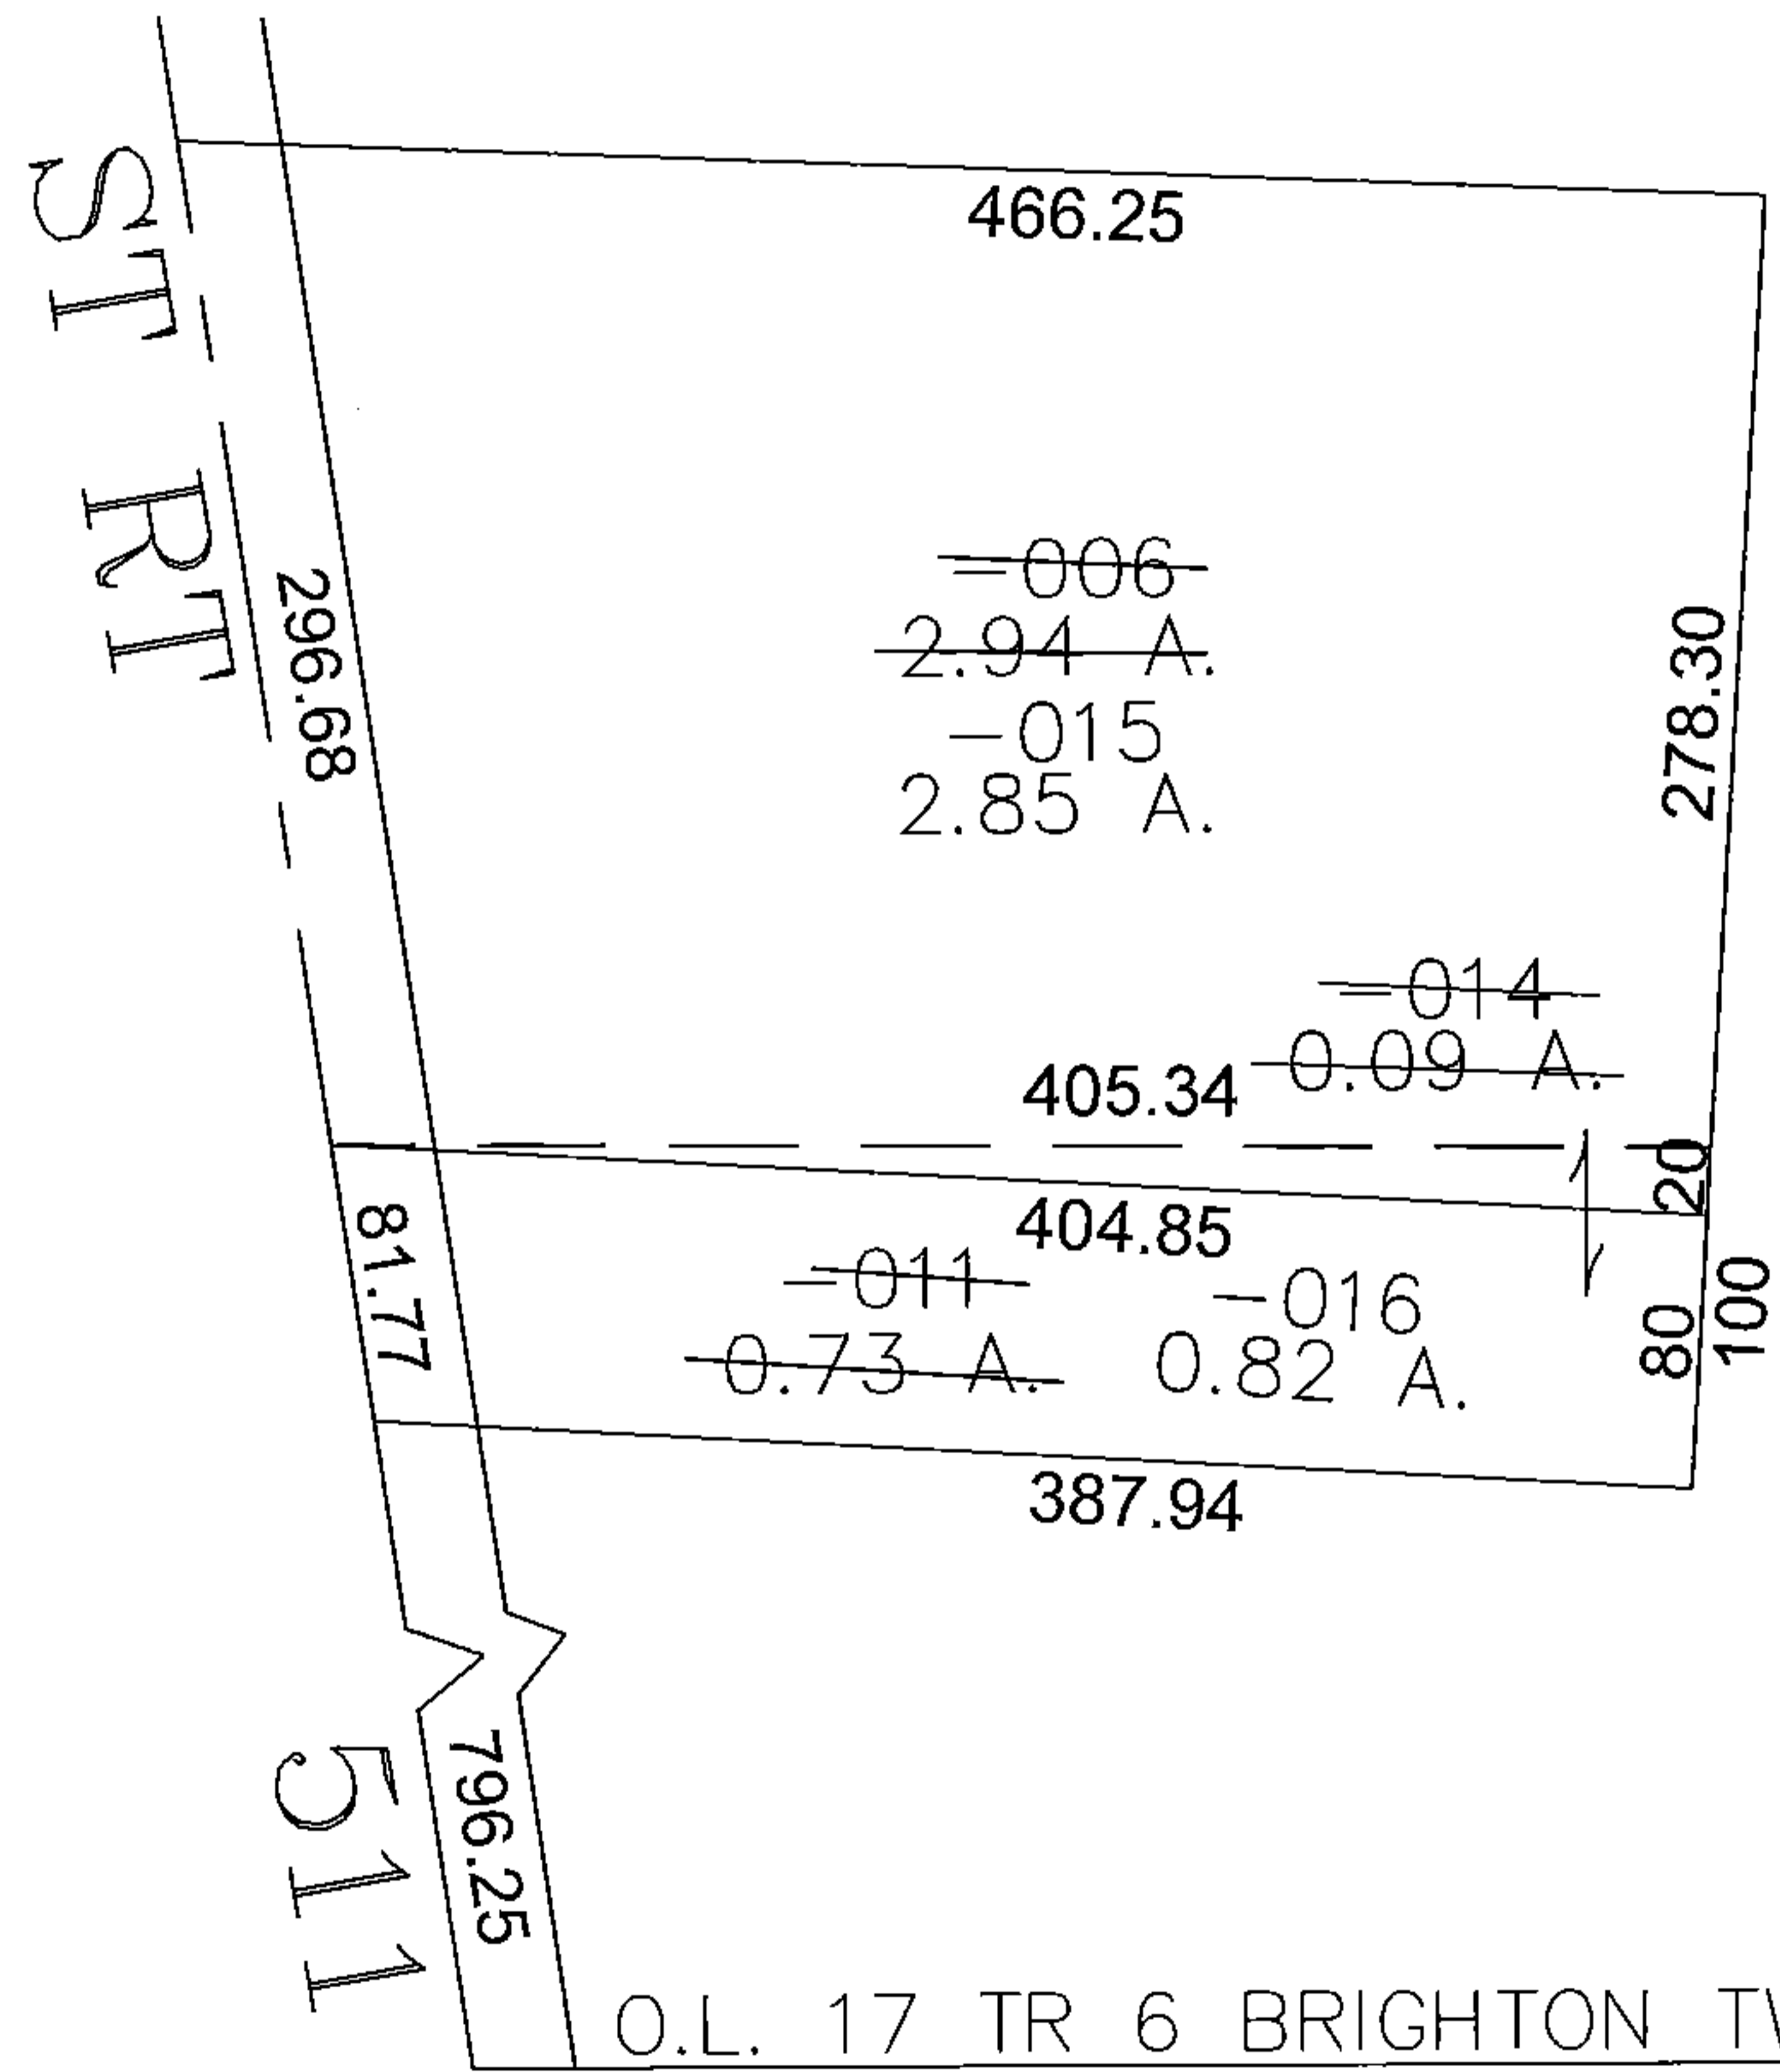 ST RT 511
466.25
296.68
-006
2.94 A.
-015
2.85 A.
278.30
-014
0.09 A.
405.34
20
404.85
81.77
-011
0.73 A.
-016
0.82 A.
80
100
387.94
796.25
O.L. 17 TR 6 BRIGHTON